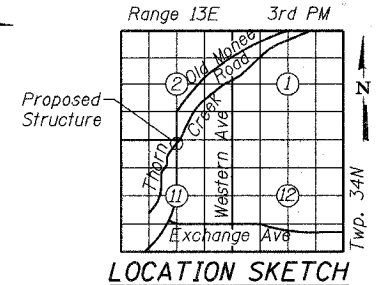 Range 13E 3rd PM
Old Monee
Road
2
1
N
Proposed
Structure
Creek
Thorn
Western Ave
Twp. 34N
11
12
Exchange Ave
LOCATION SKETCH